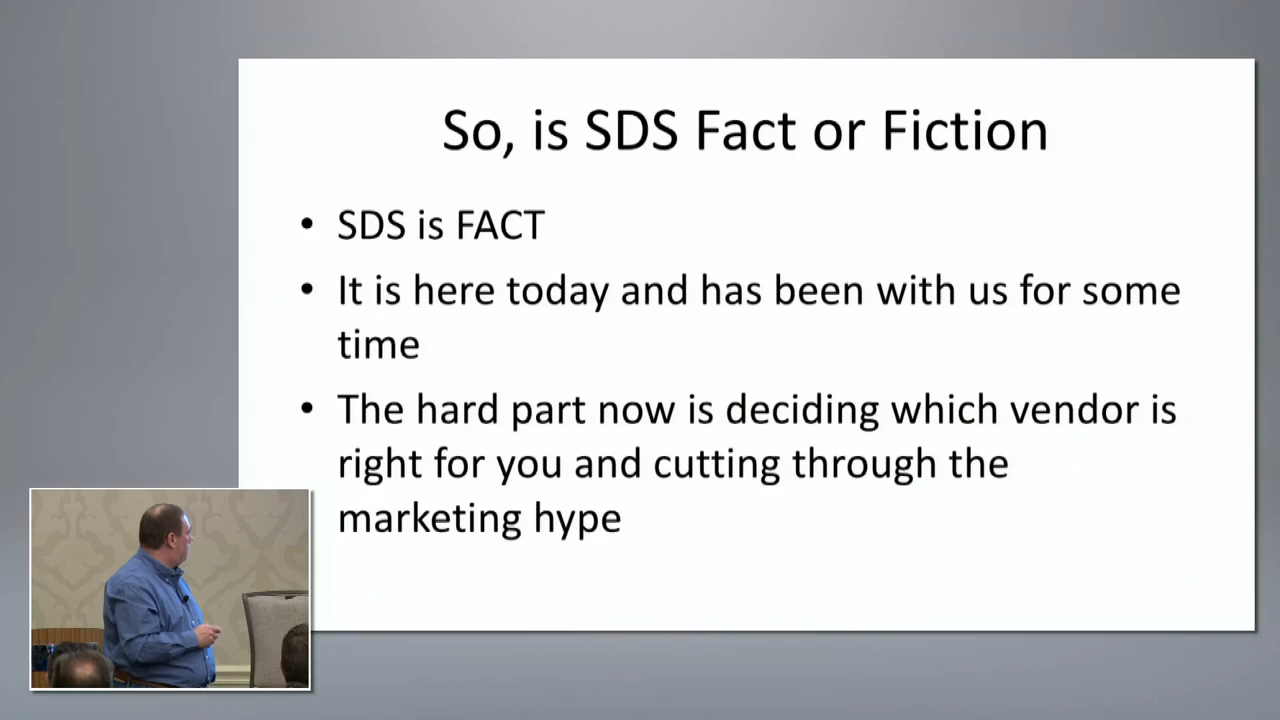 So, is SDS Fact or Fiction
• SDS is FACT
• It is here today and has been with us for some
time
• The hard part now is deciding which vendor is
right for you and cutting through the
marketing hype